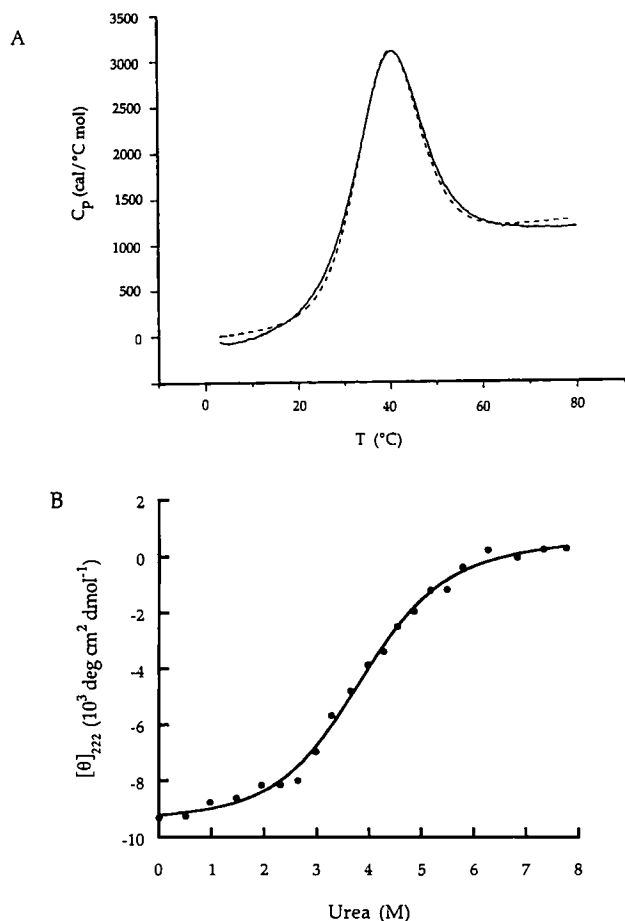 A
3500
3000
2500
2000
1500
1000
500
0
Cp (cal/°C mol)
0 20 40 60 80
T (°C)
B
2
0
-2
-4
-6
-8
-10
[θ]222 (10³ deg cm² dmol⁻¹)
0 1 2 3 4 5 6 7 8
Urea (M)